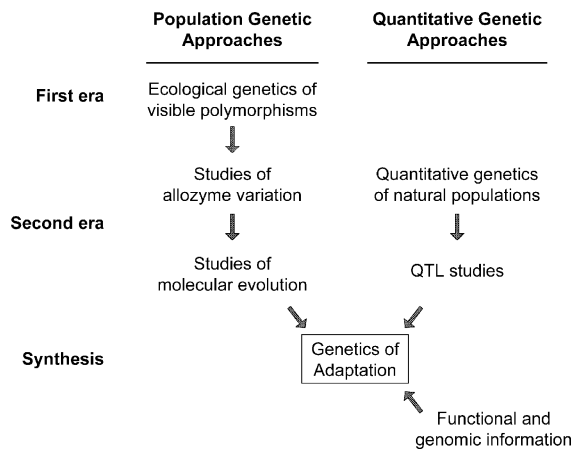 Population Genetic
Approaches
Quantitative Genetic
Approaches
First era
Ecological genetics of
visible polymorphisms
Second era
Studies of
allozyme variation
Quantitative genetics
of natural populations
Studies of
molecular evolution
QTL studies
Synthesis
Genetics of
Adaptation
Functional and
genomic information